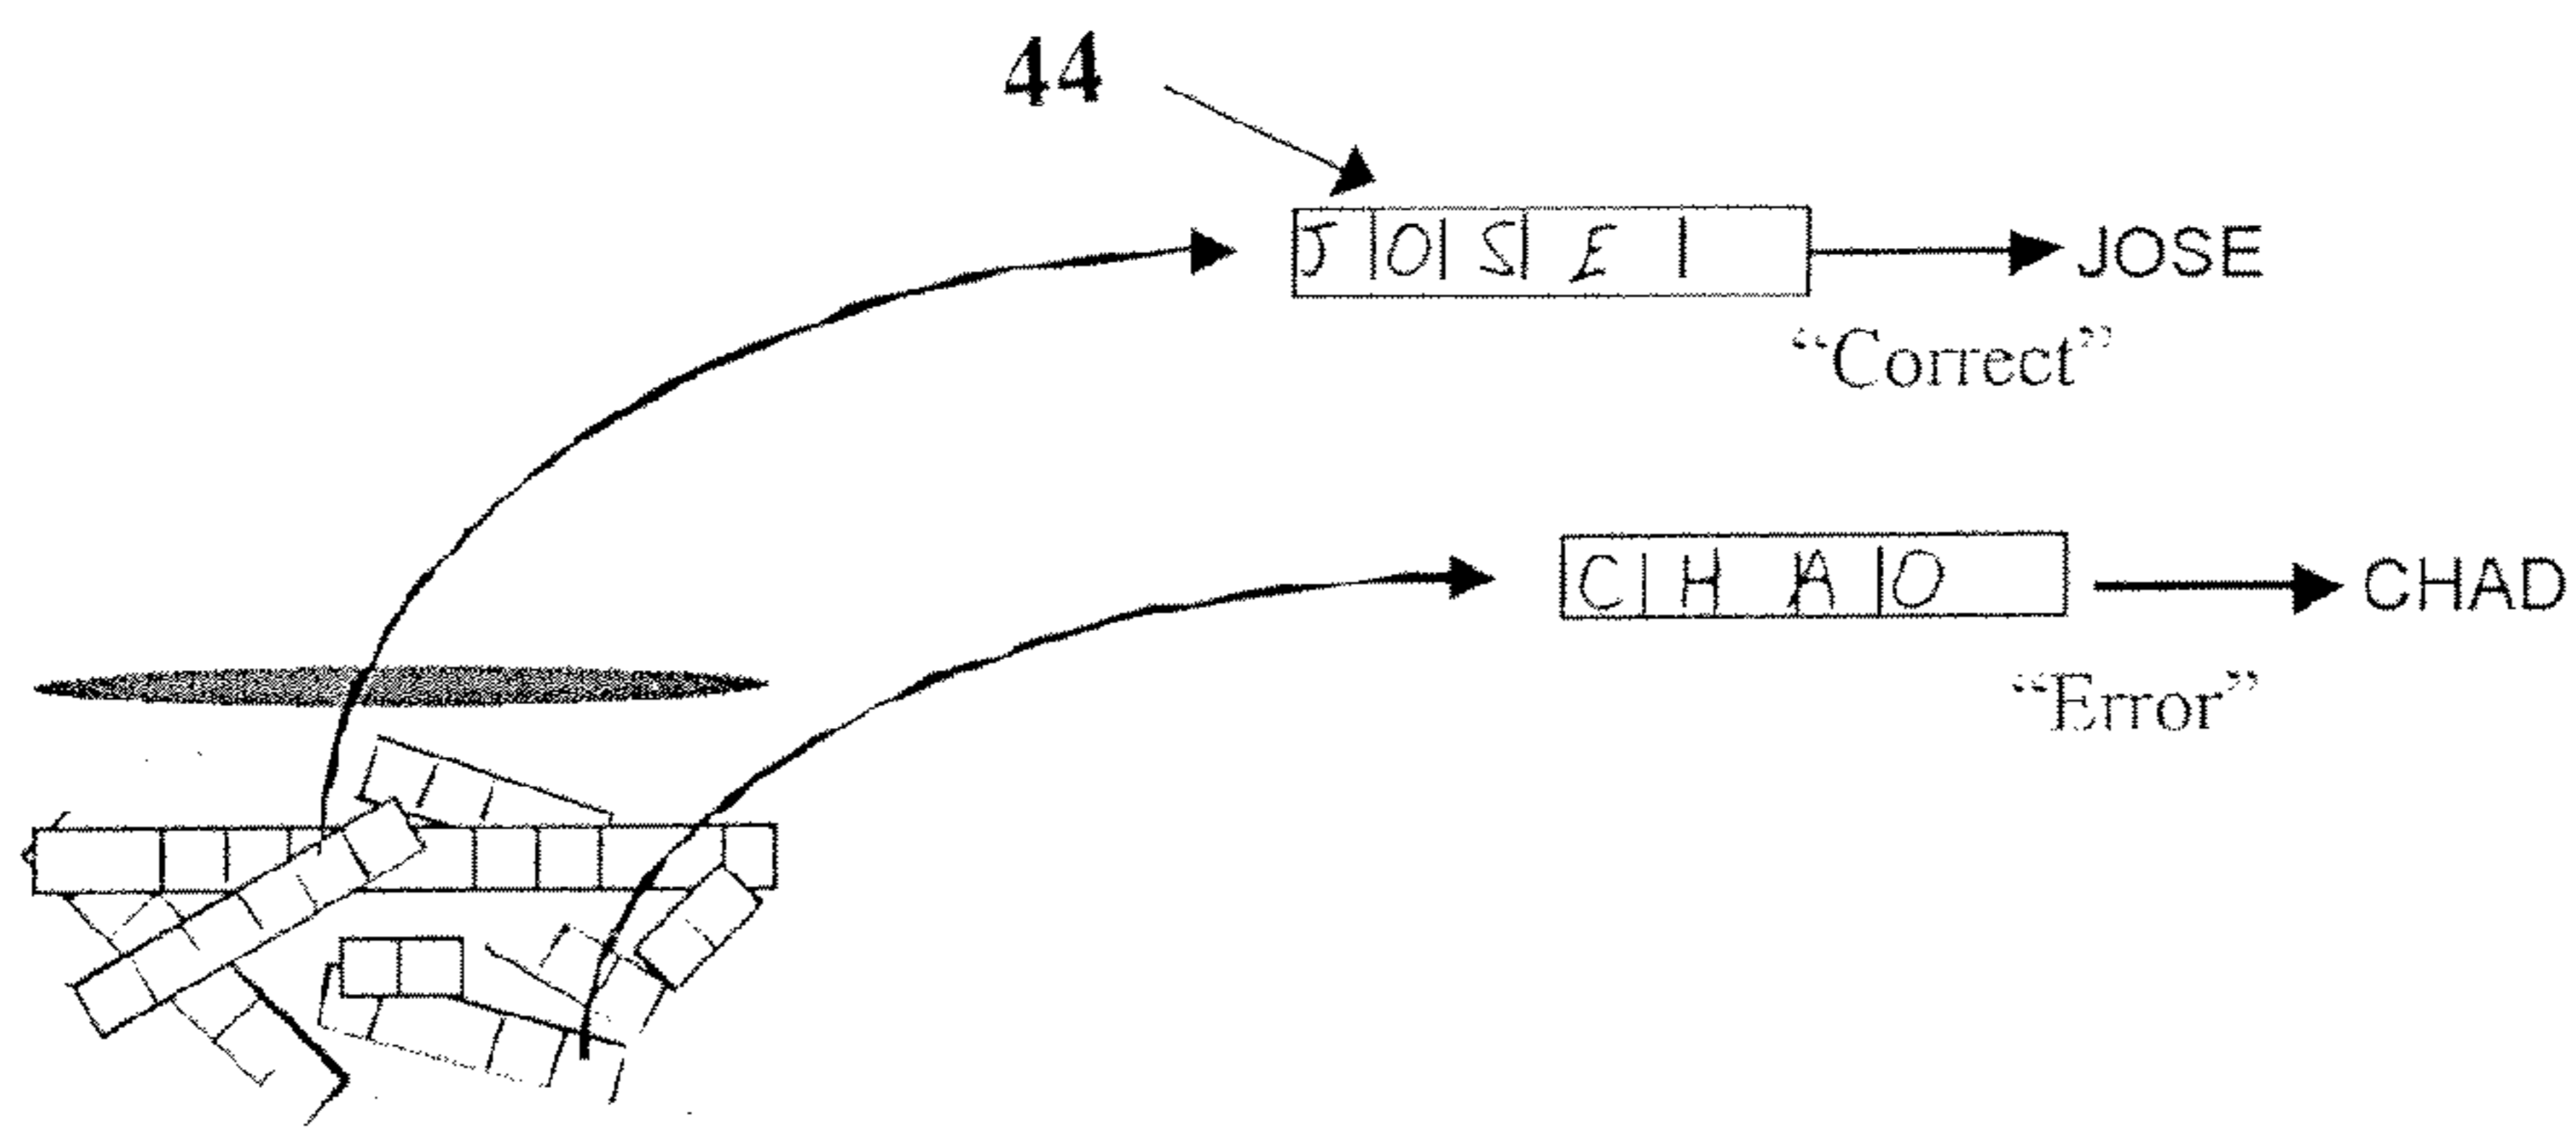 44
J O S E JOSE
“Correct”
C H A O CHAD
“Error”